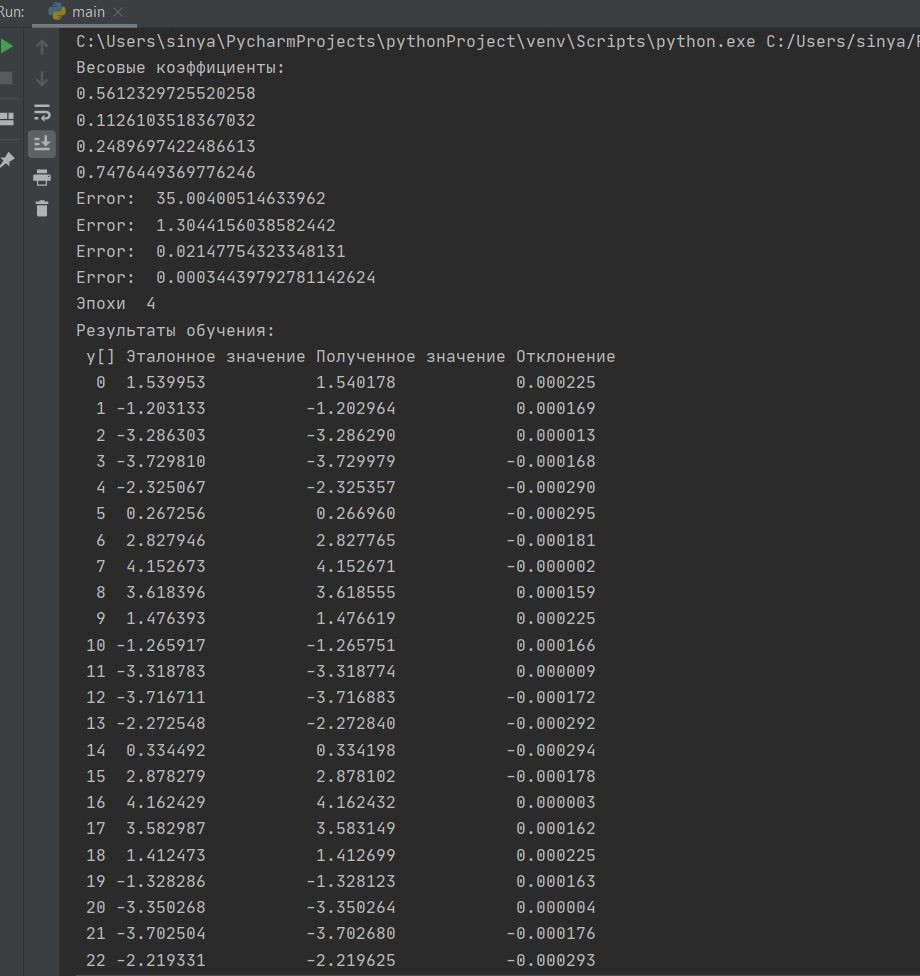 Run: main
C:\Users\sinya\PycharmProjects\pythonProject\venv\Scripts\python.exe C:/Users/sinya/
Весовые коэффициенты:
0.5612329725520258
0.1126103518367032
0.2489697422486613
0.7476449369776246
Error:  35.00400514633962
Error:  1.3044156038582442
Error:  0.02147754323348131
Error:  0.00034439792781142624
Эпохи  4
Результаты обучения:
y[] Эталонное значение Полученное значение Отклонение
0 1.539953 1.540178 0.000225
1 -1.203133 -1.202964 0.000169
2 -3.286303 -3.286290 0.000013
3 -3.729810 -3.729979 -0.000168
4 -2.325067 -2.325357 -0.000290
5 0.267256 0.266960 -0.000295
6 2.827946 2.827765 -0.000181
7 4.152673 4.152671 -0.000002
8 3.618396 3.618555 0.000159
9 1.476393 1.476619 0.000225
10 -1.265917 -1.265751 0.000166
11 -3.318783 -3.318774 0.000009
12 -3.716711 -3.716883 -0.000172
13 -2.272548 -2.272840 -0.000292
14 0.334492 0.334198 -0.000294
15 2.878279 2.878102 -0.000178
16 4.162429 4.162432 0.000003
17 3.582987 3.583149 0.000162
18 1.412473 1.412699 0.000225
19 -1.328286 -1.328123 0.000163
20 -3.350268 -3.350264 0.000004
21 -3.702504 -3.702680 -0.000176
22 -2.219331 -2.219625 -0.000293